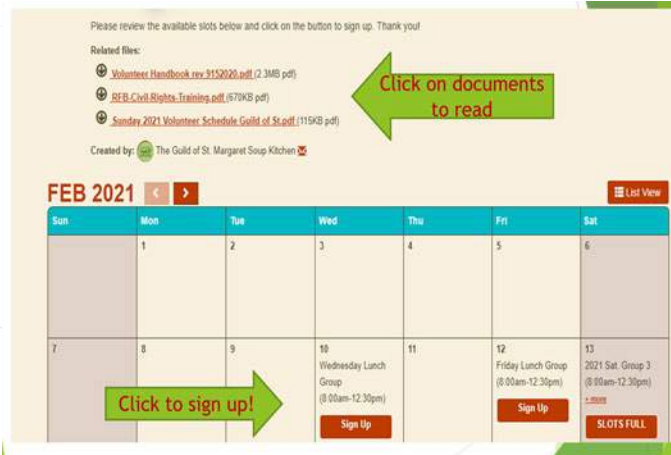 Please review the available slots below and click on the button to sign up. Thank you!
Related files:
Volunteer Handbook rev 9152020.pdf (2.3MB pdf)
RFB-Civil-Rights-Training.pdf (670KB pdf)
Sunday 2021 Volunteer Schedule Guild of St.pdf (115KB pdf)
Click on documents
to read
Created by: The Guild of St. Margaret Soup Kitchen
FEB 2021 < >
List View
Sun Mon Tue Wed Thu Fri Sat
1 2 3 4 5 6
7 8 9 10 11 12 13
Wednesday Lunch
Group
(8:00am-12:30pm)
Sign Up
Friday Lunch Group
(8:00am-12:30pm)
Sign Up
2021 Sat. Group 3
(8:00am-12:30pm)
+ more
SLOTS FULL
Click to sign up!